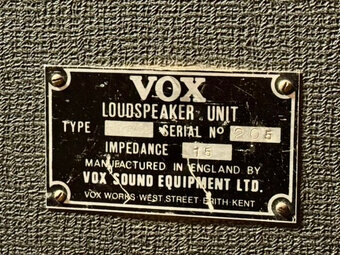 VOX
LOUDSPEAKER UNIT
TYPE SERIAL Nº 205
IMPEDANCE 15
MANUFACTURED IN ENGLAND BY
VOX SOUND EQUIPMENT LTD.
VOX WORKS·WEST STREET·ERITH·KENT